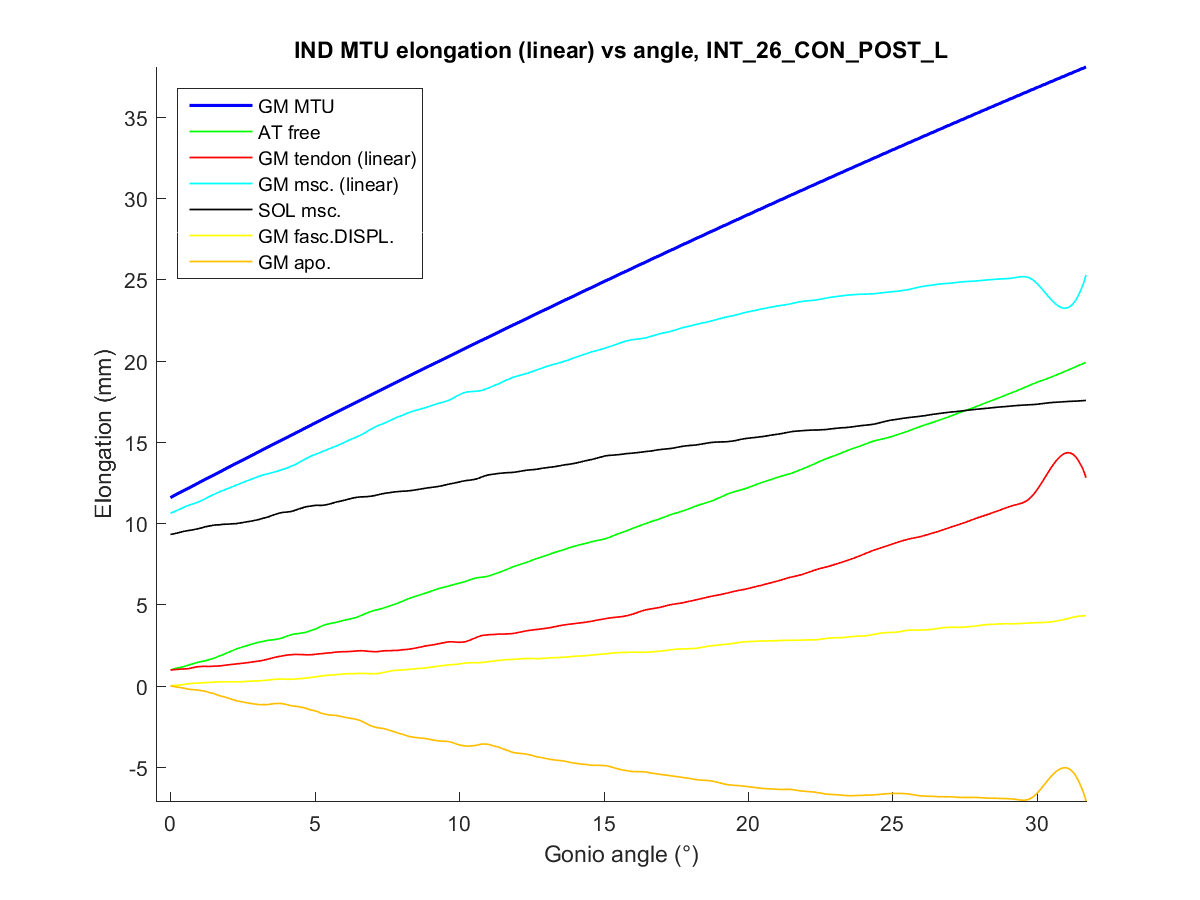 IND MTU elongation (linear) vs angle, INT_26_CON_POST_L
GM MTU
AT free
GM tendon (linear)
GM msc. (linear)
SOL msc.
GM fasc.DISPL.
GM apo.
Elongation (mm)
35
30
25
20
15
10
5
0
-5
0 5 10 15 20 25 30
Gonio angle (°)